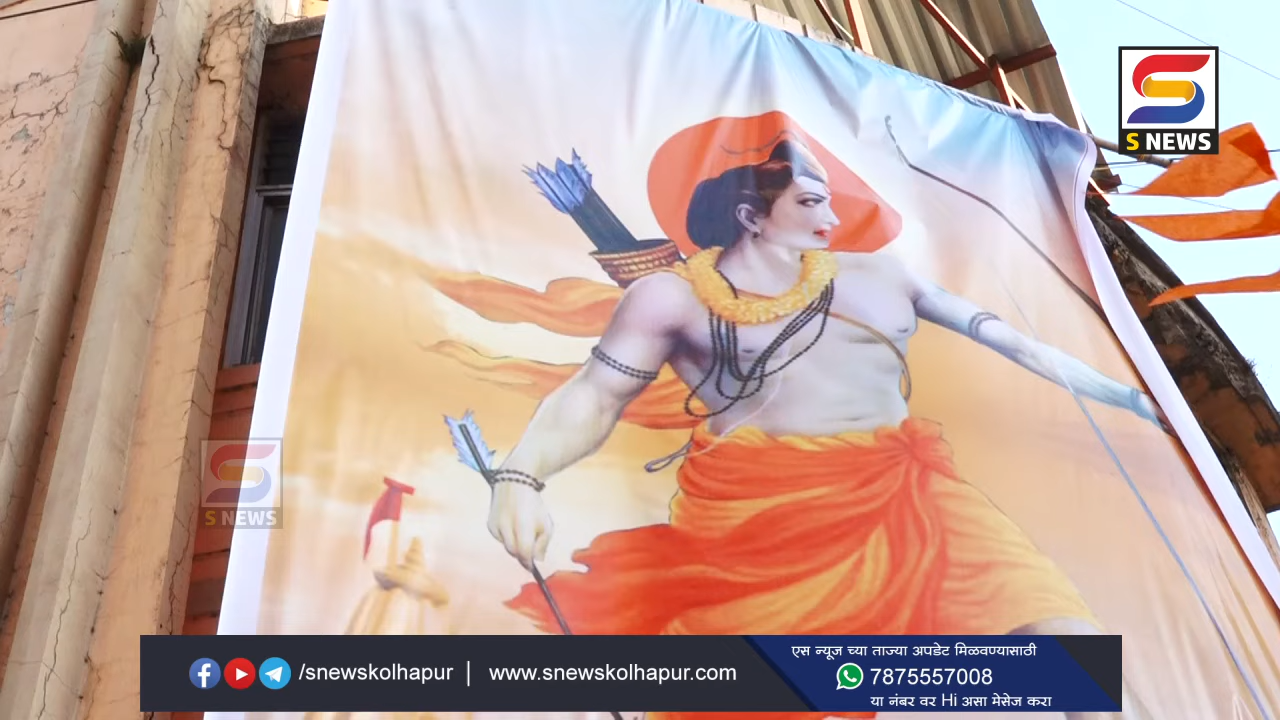 S NEWS
S NEWS
/snewskolhapur | www.snewskolhapur.com
एस न्यूज च्या ताज्या अपडेट मिळवण्यासाठी
7875557008
या नंबर वर Hi असा मेसेज करा